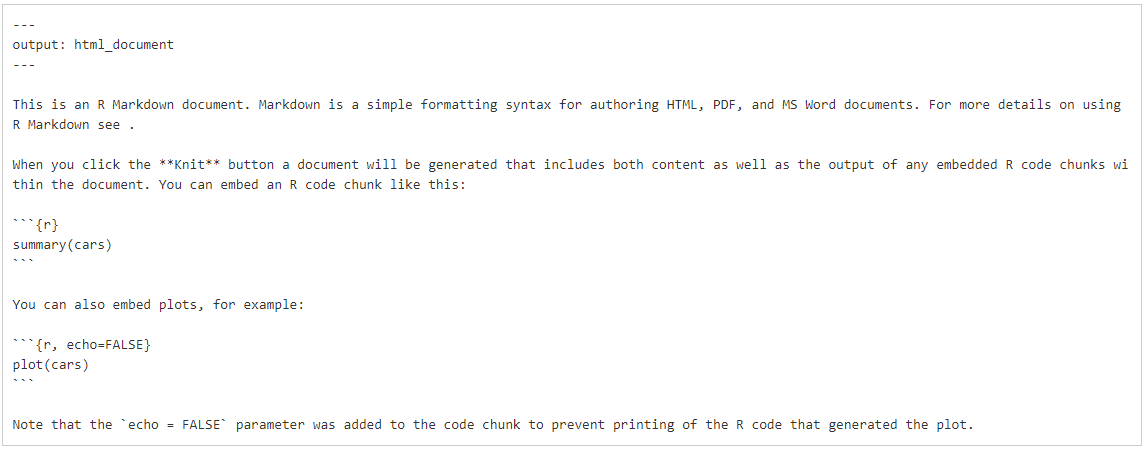 ---
output: html_document
---
This is an R Markdown document. Markdown is a simple formatting syntax for authoring HTML, PDF, and MS Word documents. For more details on using
R Markdown see .
When you click the **Knit** button a document will be generated that includes both content as well as the output of any embedded R code chunks wi
thin the document. You can embed an R code chunk like this:
```{r}
summary(cars)
```
You can also embed plots, for example:
```{r, echo=FALSE}
plot(cars)
```
Note that the `echo = FALSE` parameter was added to the code chunk to prevent printing of the R code that generated the plot.